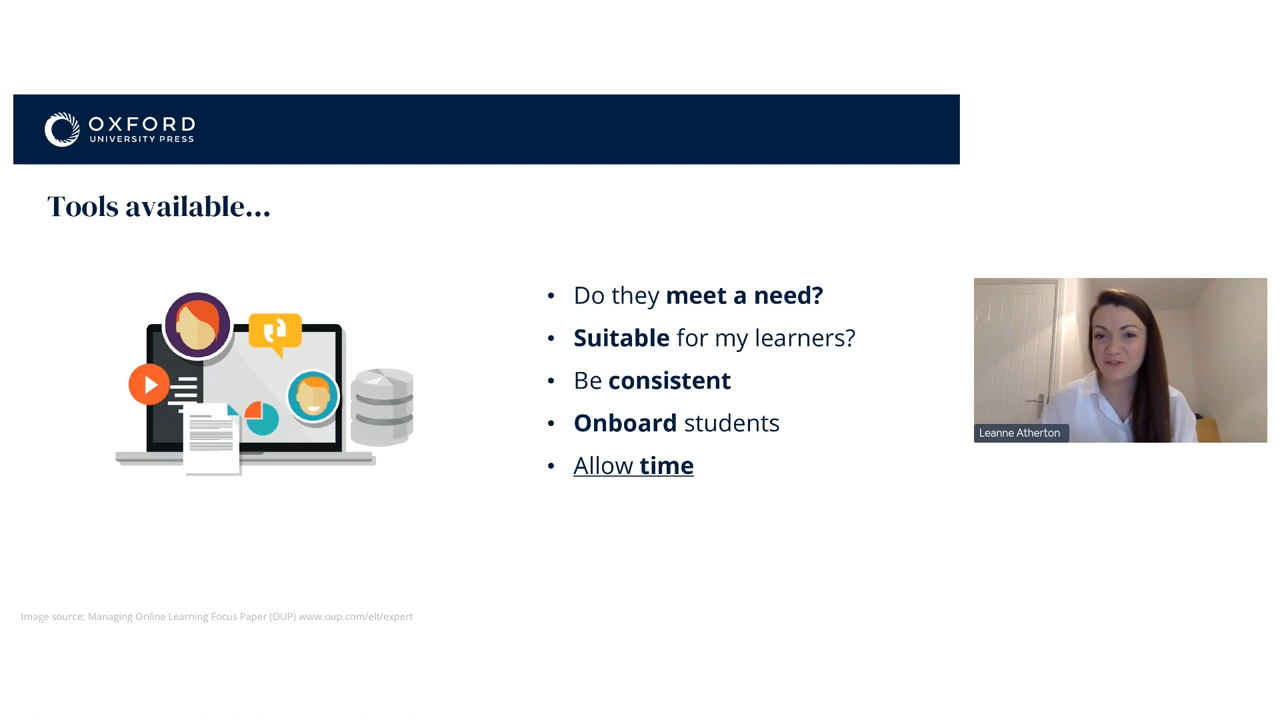 OXFORD
UNIVERSITY PRESS
Tools available...
• Do they meet a need?
• Suitable for my learners?
• Be consistent
• Onboard students
• Allow time
Leanne Atherton
Image source: Managing Online Learning Focus Paper (OUP) www.oup.com/elt/expert